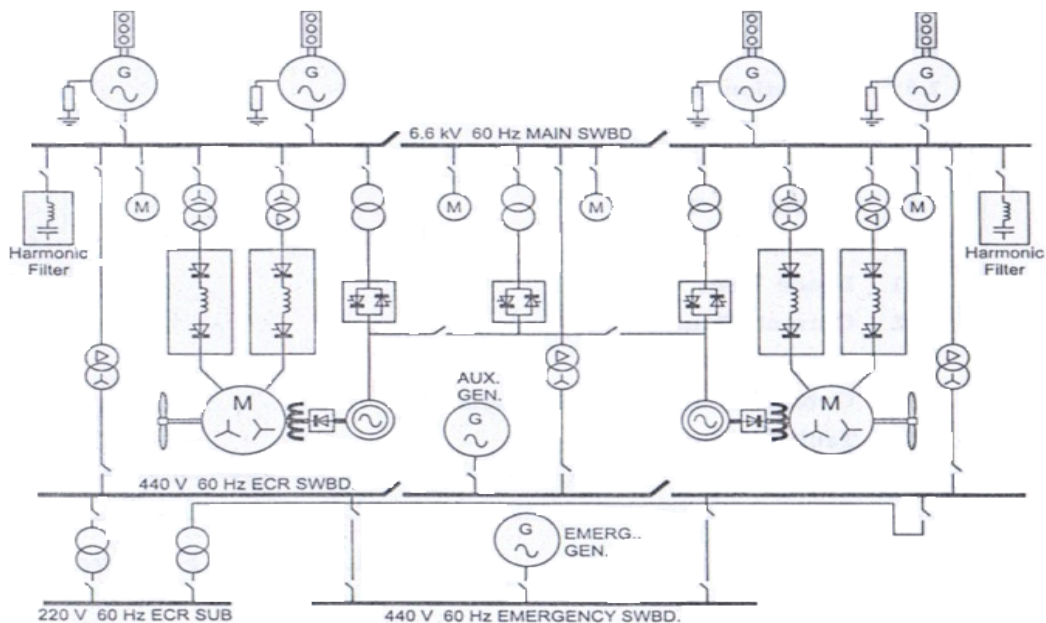 G
G
G
G
6.6 kV 60 Hz MAIN SWBD
M
M
M
M
Harmonic
Filter
Harmonic
Filter
AUX.
GEN.
G
M
M
440 V 60 Hz ECR SWBD.
G
EMERG..
GEN.
220 V 60 Hz ECR SUB
440 V 60 Hz EMERGENCY SWBD.